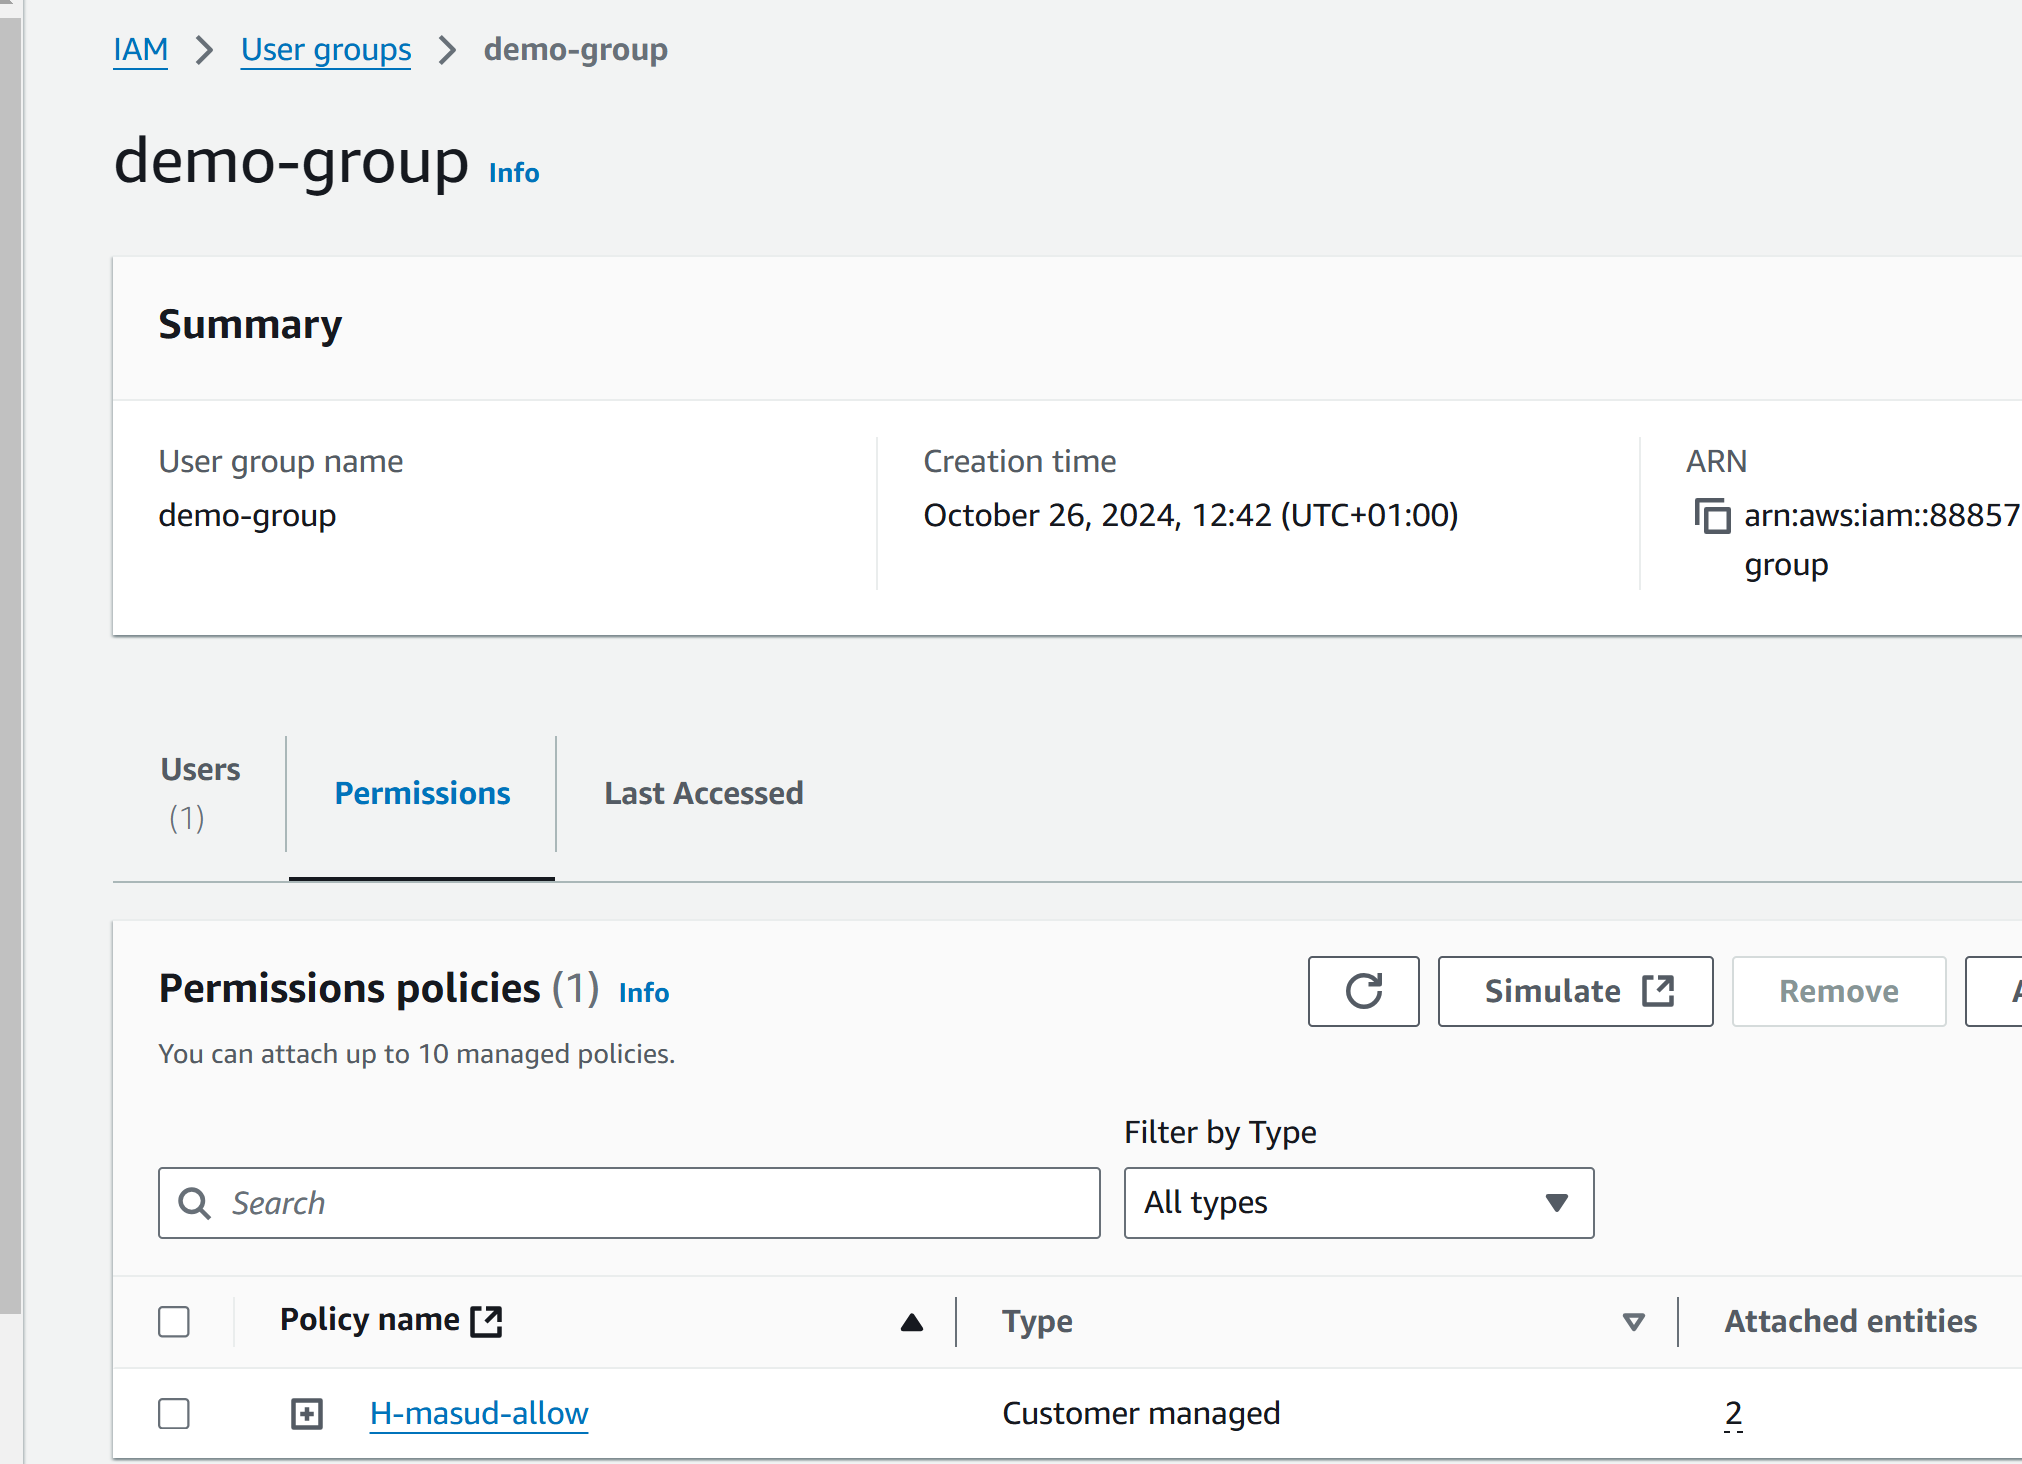 IAM > User groups > demo-group
demo-group Info
Summary
User group name
demo-group
Creation time
October 26, 2024, 12:42 (UTC+01:00)
ARN
arn:aws:iam::88857
group
Users
(1)
Permissions
Last Accessed
Permissions policies (1) Info
Simulate
Remove
You can attach up to 10 managed policies.
Filter by Type
Search
All types
Policy name
Type
Attached entities
H-masud-allow
Customer managed
2